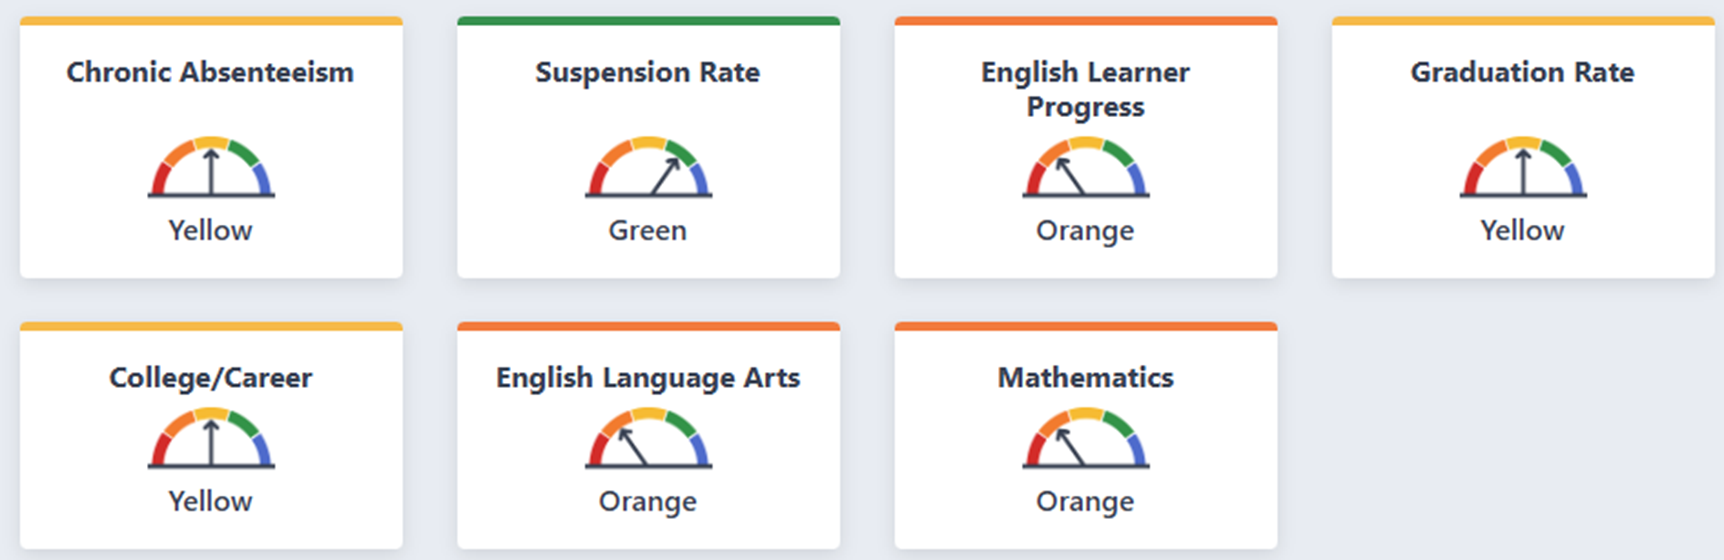 Chronic Absenteeism
Yellow
Suspension Rate
Green
English Learner
Progress
Orange
Graduation Rate
Yellow
College/Career
Yellow
English Language Arts
Orange
Mathematics
Orange